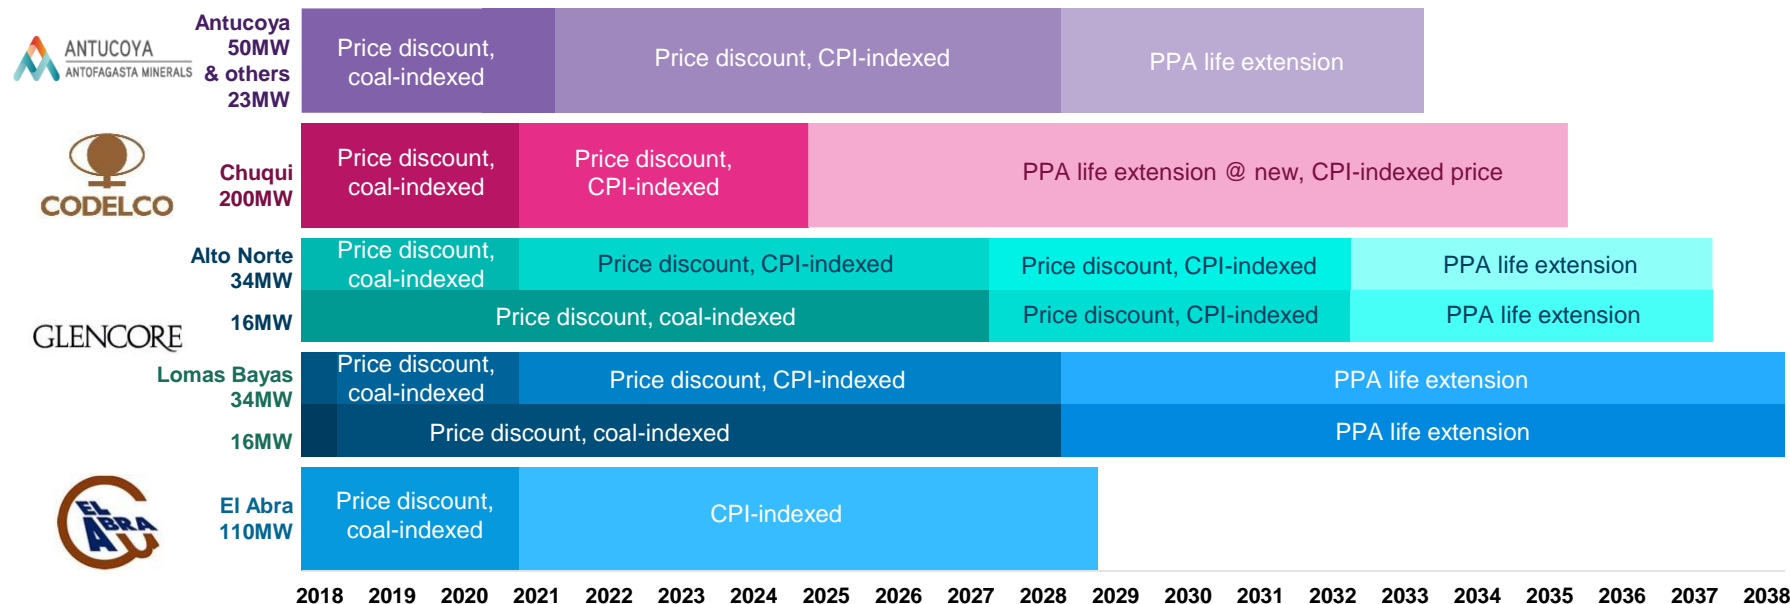 ANTUCOYA
ANTOFAGASTA MINERALS
Antucoya
50MW
& others
23MW
Price discount,
coal-indexed
Price discount, CPI-indexed
PPA life extension
CODELCO
Chuqui
200MW
Price discount,
coal-indexed
Price discount,
CPI-indexed
PPA life extension @ new, CPI-indexed price
GLENCORE
Alto Norte
34MW
Price discount,
coal-indexed
Price discount, CPI-indexed
Price discount, CPI-indexed
PPA life extension
16MW
Price discount, coal-indexed
Price discount, CPI-indexed
PPA life extension
Lomas Bayas
34MW
Price discount,
coal-indexed
Price discount, CPI-indexed
PPA life extension
16MW
Price discount, coal-indexed
PPA life extension
EL
ABRA
El Abra
110MW
Price discount,
coal-indexed
CPI-indexed
2018 2019 2020 2021 2022 2023 2024 2025 2026 2027 2028 2029 2030 2031 2032 2033 2034 2035 2036 2037 2038